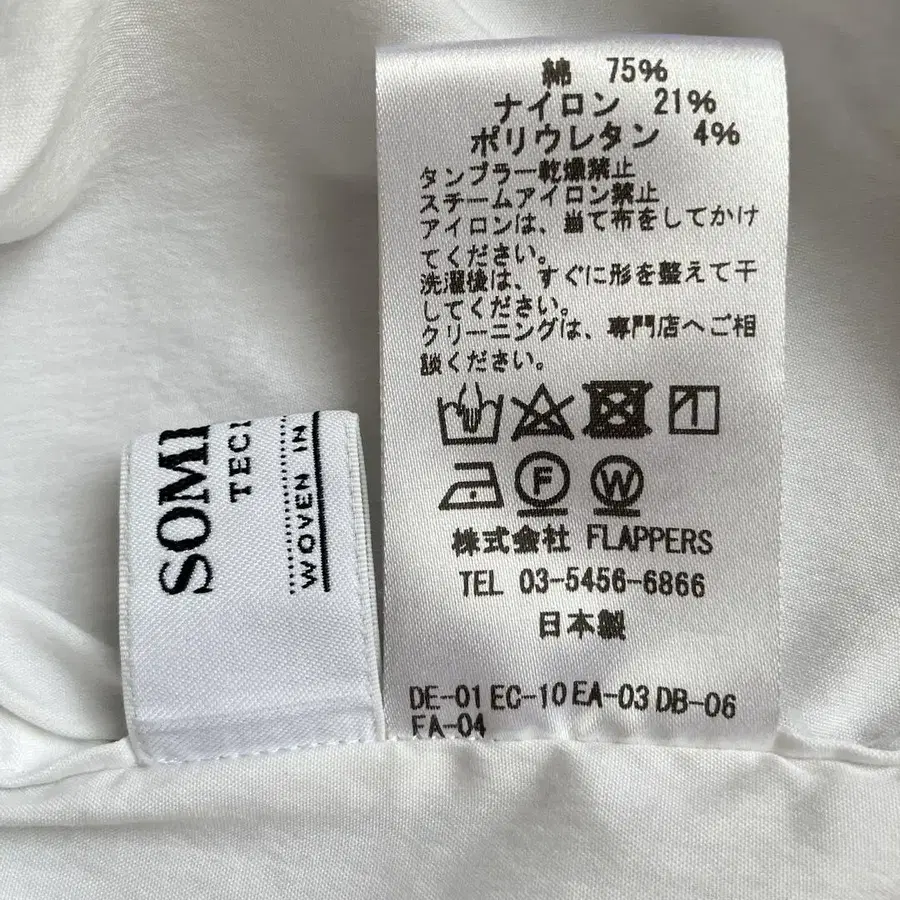 綿 75%
ナイロン 21%
ポリウレタン 4%
タンブラー乾燥禁止
スチームアイロン禁止
アイロンは、当て布をしてかけ
てください。
洗濯後は、すぐに形を整えて干
してください。
クリーニングは、専門店へご相
談ください。
F W
株式会社 FLAPPERS
TEL 03-5456-6866
日本製
DE-01 EC-10 EA-03 DB-06
FA-04
WOVEN IN